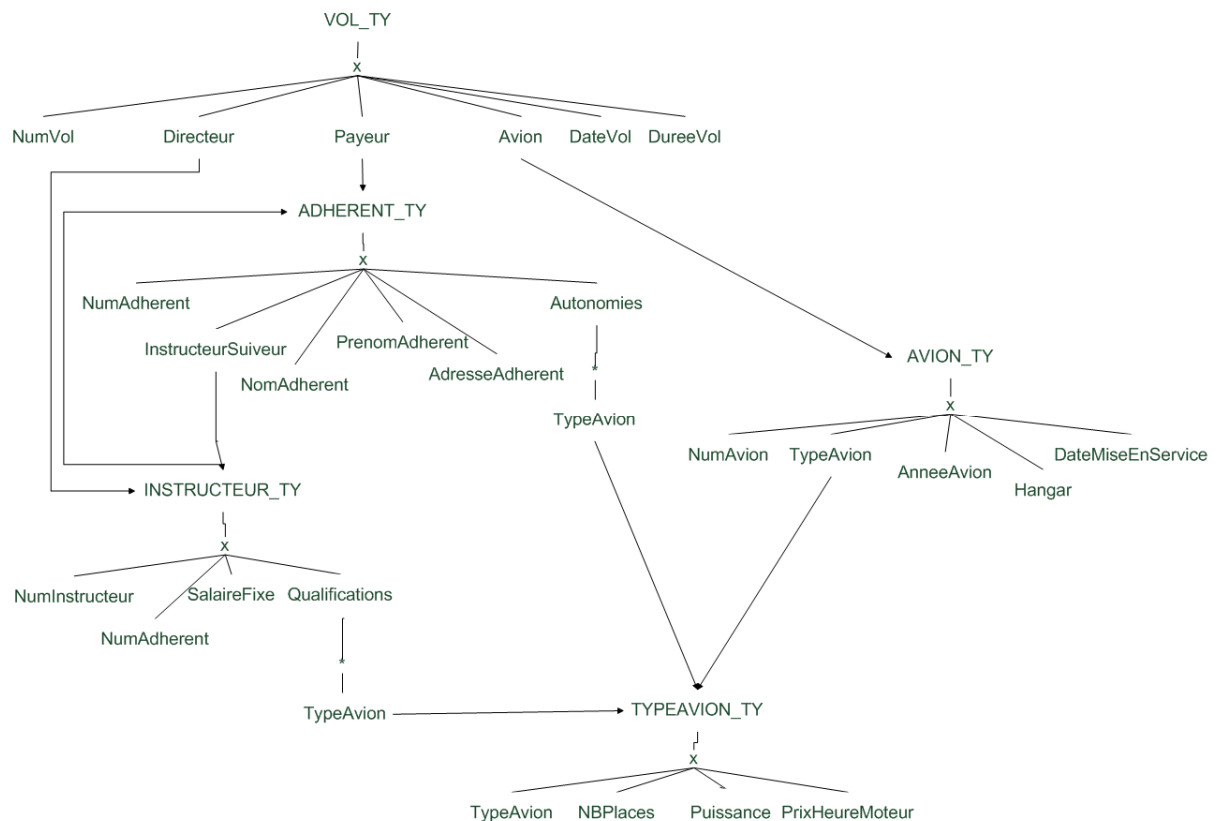 VOL_TY
x
NumVol Directeur Payeur Avion DateVol DureeVol
ADHERENT_TY
x
NumAdherent Autonomies
InstructeurSuiveur PrenomAdherent
NomAdherent AdresseAdherent
*
TypeAvion
AVION_TY
x
NumAvion TypeAvion DateMiseEnService
AnneeAvion
Hangar
INSTRUCTEUR_TY
x
NumInstructeur SalaireFixe Qualifications
NumAdherent
*
TypeAvion
TYPEAVION_TY
x
TypeAvion NBPlaces Puissance PrixHeureMoteur